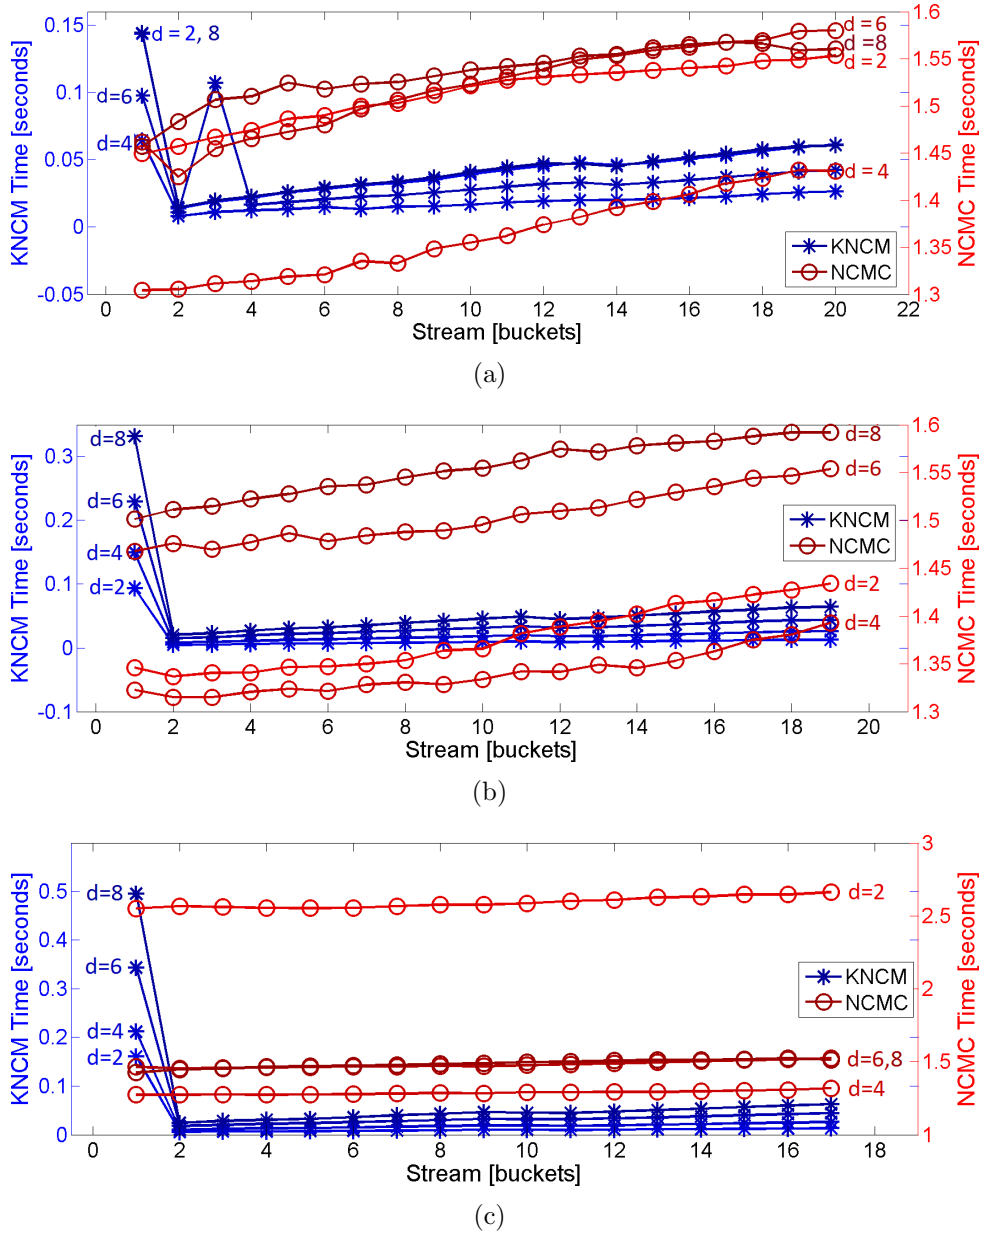 0.15
0.1
0.05
0
-0.05
KNCM Time [seconds]
d = 2, 8
d=6
d=4
1.6
1.55
1.5
1.45
1.4
1.35
1.3
NCMC Time [seconds]
d = 6
d = 8
d = 2
d = 4
KNCM
NCMC
0 2 4 6 8 10 12 14 16 18 20 22
Stream [buckets]
(a)
0.3
0.2
0.1
0
-0.1
KNCM Time [seconds]
d=8
d=6
d=4
d=2
1.6
1.55
1.5
1.45
1.4
1.35
1.3
NCMC Time [seconds]
d=8
d=6
d=2
d=4
KNCM
NCMC
0 2 4 6 8 10 12 14 16 18 20
Stream [buckets]
(b)
0.5
0.4
0.3
0.2
0.1
0
KNCM Time [seconds]
d=8
d=6
d=4
d=2
3
2.5
2
1.5
1
NCMC Time [seconds]
d=2
d=6,8
d=4
KNCM
NCMC
0 2 4 6 8 10 12 14 16 18
Stream [buckets]
(c)